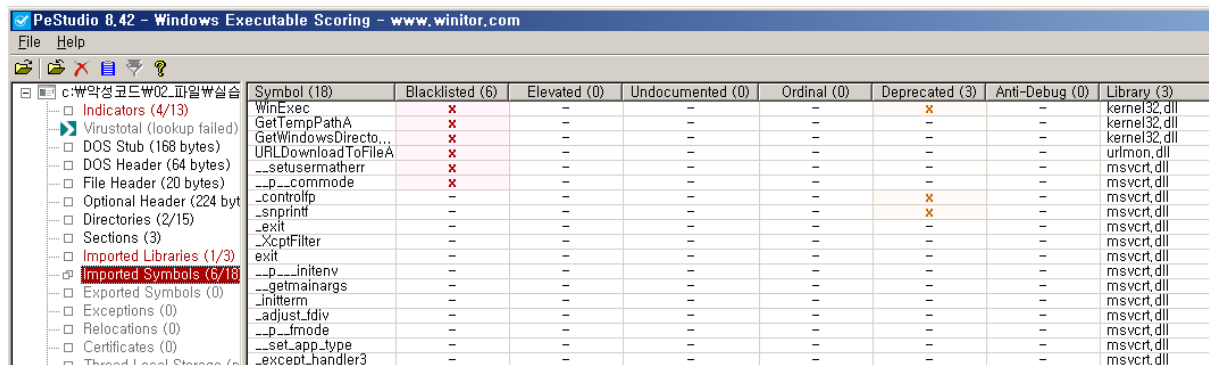 PeStudio 8.42 - Windows Executable Scoring - www.winitor.com
File Help
c:₩악성코드₩02_파일₩실습
Indicators (4/13)
Virustotal (lookup failed)
DOS Stub (168 bytes)
DOS Header (64 bytes)
File Header (20 bytes)
Optional Header (224 byt
Directories (2/15)
Sections (3)
Imported Libraries (1/3)
Imported Symbols (6/18
Exported Symbols (0)
Exceptions (0)
Relocations (0)
Certificates (0)
Thread Local Storage (n
Symbol (18) Blacklisted (6) Elevated (0) Undocumented (0) Ordinal (0) Deprecated (3) Anti-Debug (0) Library (3)
WinExec x - - - x - kernel32.dll
GetTempPathA x - - - - - kernel32.dll
GetWindowsDirecto... x - - - - - kernel32.dll
URLDownloadToFileA x - - - - - urlmon.dll
__setusermatherr x - - - - - msvcrt.dll
__p__commode x - - - - - msvcrt.dll
_controlfp - - - - x - msvcrt.dll
_snprintf - - - - x - msvcrt.dll
_exit - - - - - - msvcrt.dll
_XcptFilter - - - - - - msvcrt.dll
exit - - - - - - msvcrt.dll
__p___initenv - - - - - - msvcrt.dll
__getmainargs - - - - - - msvcrt.dll
_initterm - - - - - - msvcrt.dll
_adjust_fdiv - - - - - - msvcrt.dll
__p__fmode - - - - - - msvcrt.dll
__set_app_type - - - - - - msvcrt.dll
_except_handler3 - - - - - - msvcrt.dll